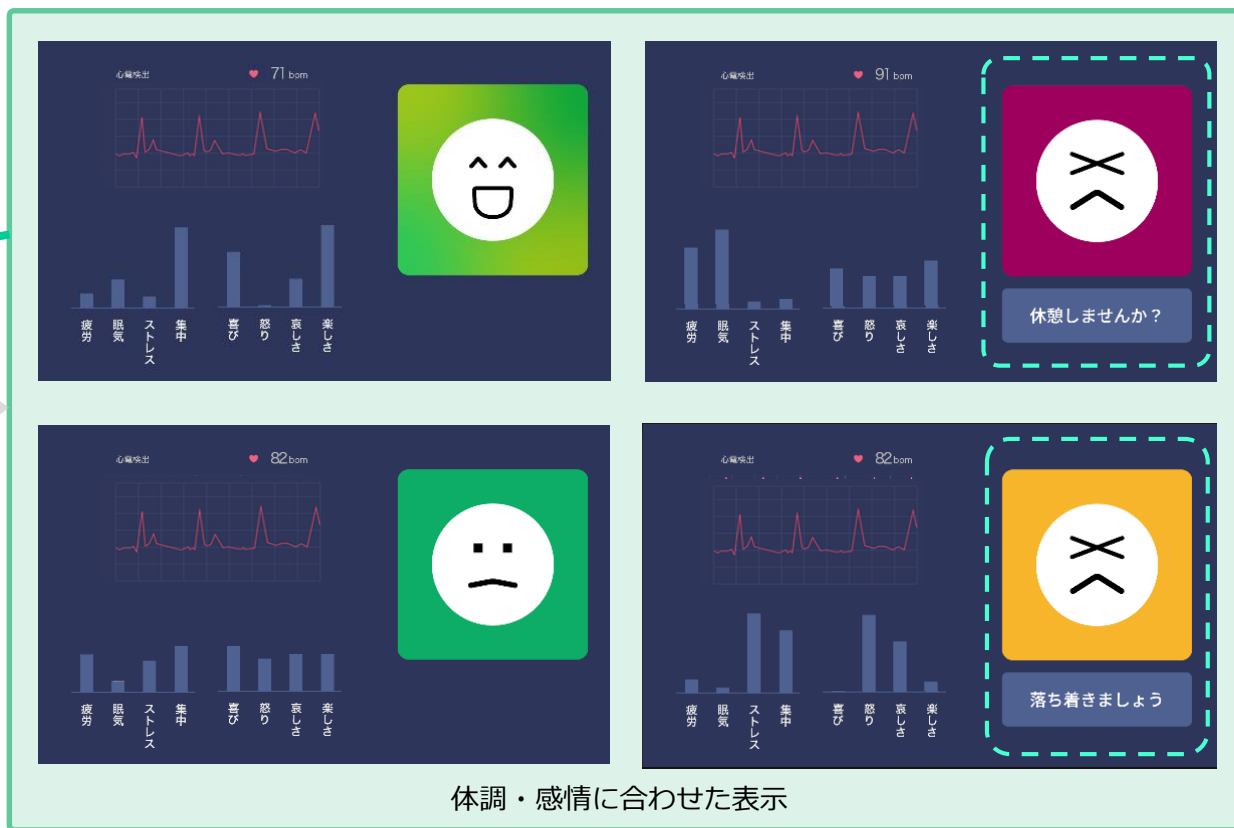 心電検出 ♥ 71 bom
疲労 眠気 ストレス 集中 喜び 怒り 哀しさ 楽しさ
心電検出 ♥ 91 bom
疲労 眠気 ストレス 集中 喜び 怒り 哀しさ 楽しさ
休憩しませんか？
心電検出 ♥ 82 bom
疲労 眠気 ストレス 集中 喜び 怒り 哀しさ 楽しさ
心電検出 ♥ 82 bom
疲労 眠気 ストレス 集中 喜び 怒り 哀しさ 楽しさ
落ち着きましょう
体調・感情に合わせた表示